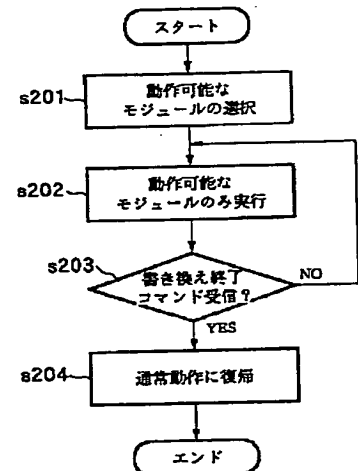 スタート
s201
動作可能な
モジュールの選択
s202
動作可能な
モジュールのみ実行
s203
書き換え終了
コマンド受信?
NO
YES
s204
通常動作に復帰
エンド